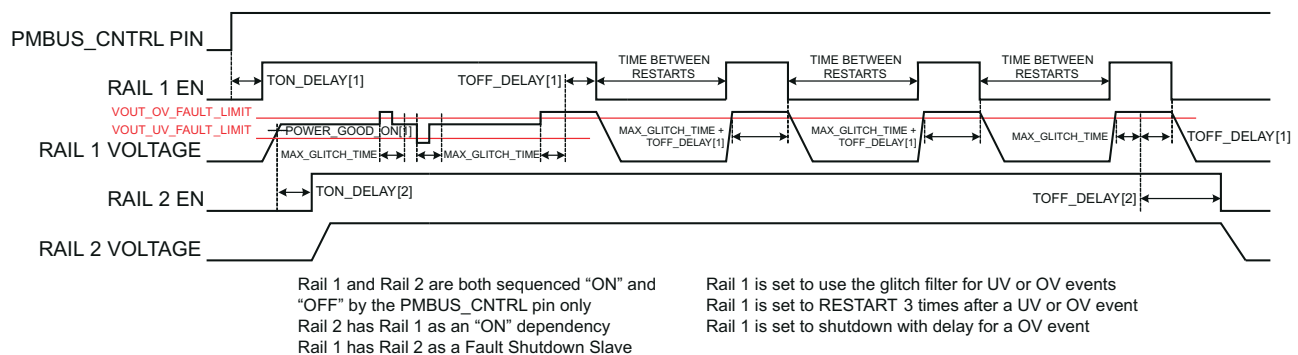 PMBUS_CNTRL PIN
RAIL 1 EN
TON_DELAY[1]
TOFF_DELAY[1]
TIME BETWEEN
RESTARTS
TIME BETWEEN
RESTARTS
TIME BETWEEN
RESTARTS
VOUT_OV_FAULT_LIMIT
VOUT_UV_FAULT_LIMIT
RAIL 1 VOLTAGE
POWER_GOOD_ON[1]
MAX_GLITCH_TIME
MAX_GLITCH_TIME
MAX_GLITCH_TIME +
TOFF_DELAY[1]
MAX_GLITCH_TIME +
TOFF_DELAY[1]
MAX_GLITCH_TIME
TOFF_DELAY[1]
RAIL 2 EN
TON_DELAY[2]
TOFF_DELAY[2]
RAIL 2 VOLTAGE
Rail 1 and Rail 2 are both sequenced “ON” and
“OFF” by the PMBUS_CNTRL pin only
Rail 2 has Rail 1 as an “ON” dependency
Rail 1 has Rail 2 as a Fault Shutdown Slave
Rail 1 is set to use the glitch filter for UV or OV events
Rail 1 is set to RESTART 3 times after a UV or OV event
Rail 1 is set to shutdown with delay for a OV event